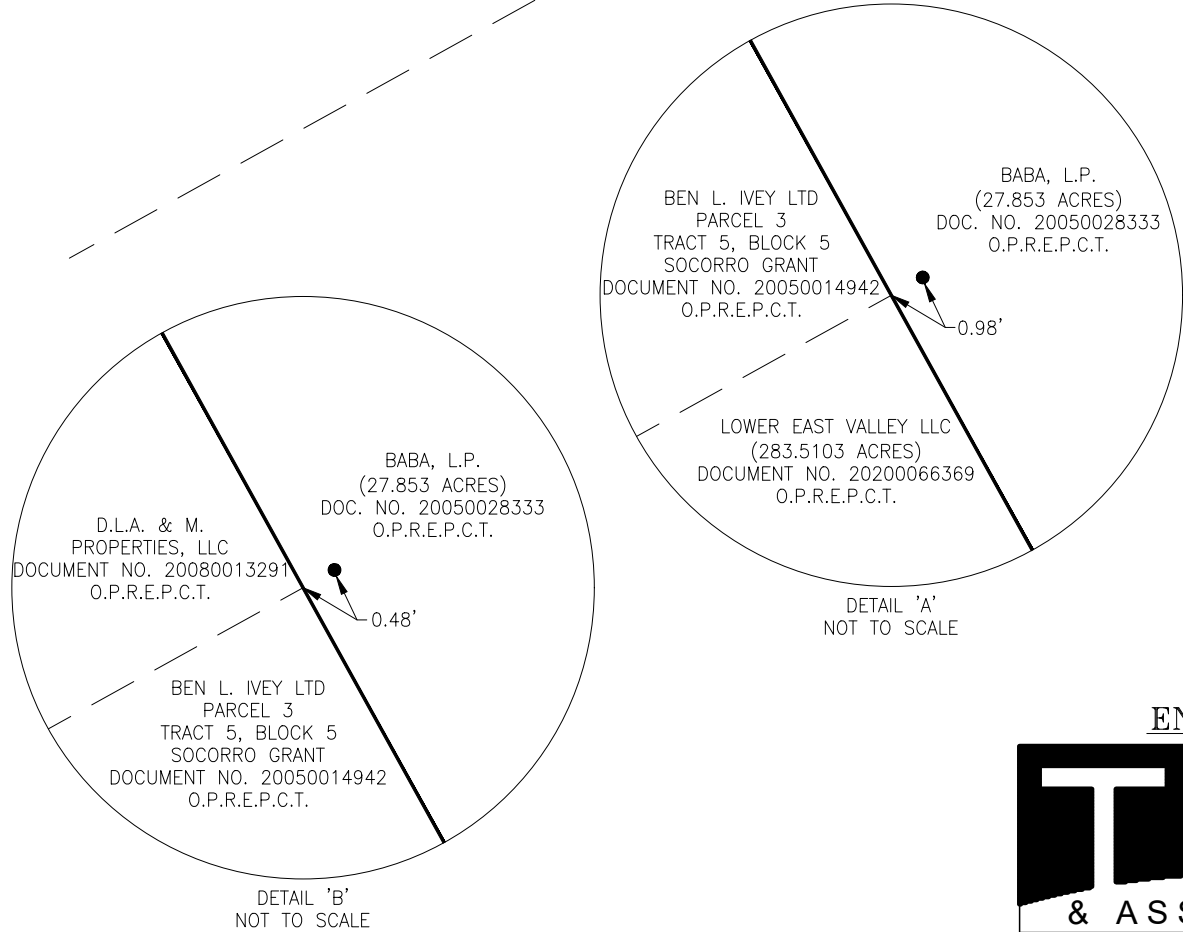 BEN L. IVEY LTD
PARCEL 3
TRACT 5, BLOCK 5
SOCORRO GRANT
DOCUMENT NO. 20050014942
O.P.R.E.P.C.T.
BABA, L.P.
(27.853 ACRES)
DOC. NO. 20050028333
O.P.R.E.P.C.T.
0.98'
LOWER EAST VALLEY LLC
(283.5103 ACRES)
DOCUMENT NO. 20200066369
O.P.R.E.P.C.T.
DETAIL 'A'
NOT TO SCALE
D.L.A. & M.
PROPERTIES, LLC
DOCUMENT NO. 20080013291
O.P.R.E.P.C.T.
BABA, L.P.
(27.853 ACRES)
DOC. NO. 20050028333
O.P.R.E.P.C.T.
0.48'
BEN L. IVEY LTD
PARCEL 3
TRACT 5, BLOCK 5
SOCORRO GRANT
DOCUMENT NO. 20050014942
O.P.R.E.P.C.T.
DETAIL 'B'
NOT TO SCALE
EN
T
& ASS